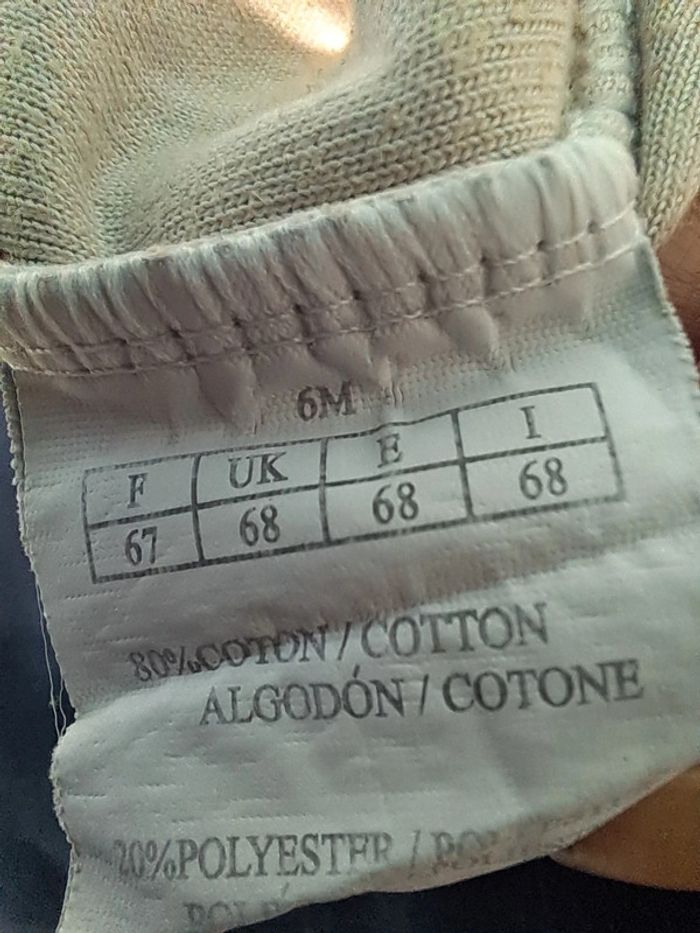 6M
F UK E I
67 68 68 68
80%COTON / COTTON
ALGODÓN / COTONE
20%POLYESTER /